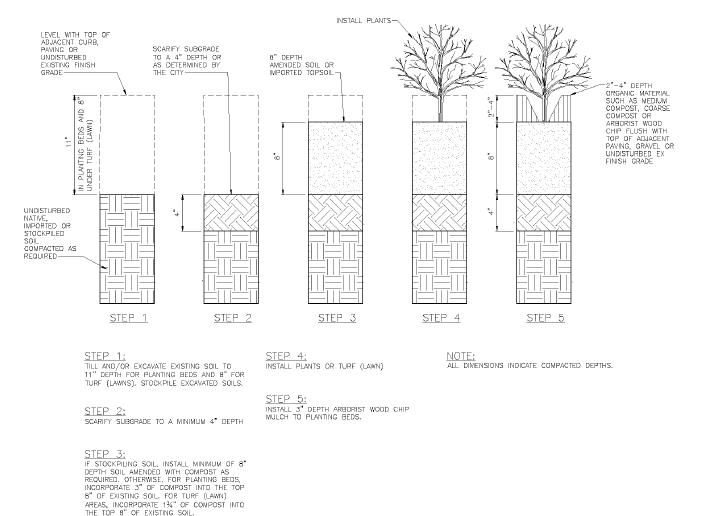 INSTALL PLANTS
LEVEL WITH TOP OF
ADJACENT CURB,
PAVING OR
UNDISTURBED
EXISTING FINISH
GRADE
SCARIFY SUBGRADE
TO A 4" DEPTH OR
AS DETERMINED BY
THE CITY
8" DEPTH
AMENDED SOIL OR
IMPORTED TOPSOIL
2"-4" DEPTH
ORGANIC MATERIAL
SUCH AS MEDIUM
COMPOST, COARSE
COMPOST OR
ARBORIST WOOD
CHIP FLUSH WITH
TOP OF ADJACENT
PAVING, GRAVEL OR
UNDISTURBED EX
FINISH GRADE
11"
IN PLANTING BEDS AND 8"
UNDER TURF (LAWN)
4"
8"
2"-4"
8"
4"
UNDISTURBED
NATIVE,
IMPORTED OR
STOCKPILED
SOIL
COMPACTED AS
REQUIRED
STEP 1
STEP 2
STEP 3
STEP 4
STEP 5
STEP 1:
TILL AND/OR EXCAVATE EXISTING SOIL TO
11" DEPTH FOR PLANTING BEDS AND 8" FOR
TURF (LAWNS). STOCKPILE EXCAVATED SOILS.
STEP 2:
SCARIFY SUBGRADE TO A MINIMUM 4" DEPTH
STEP 3:
IF STOCKPILING SOIL, INSTALL MINIMUM OF 8"
DEPTH SOIL AMENDED WITH COMPOST AS
REQUIRED. OTHERWISE, FOR PLANTING BEDS,
INCORPORATE 3" OF COMPOST INTO THE TOP
8" OF EXISTING SOIL. FOR TURF (LAWN)
AREAS, INCORPORATE 1¾" OF COMPOST INTO
THE TOP 8" OF EXISTING SOIL.
STEP 4:
INSTALL PLANTS OR TURF (LAWN)
STEP 5:
INSTALL 3" DEPTH ARBORIST WOOD CHIP
MULCH TO PLANTING BEDS.
NOTE:
ALL DIMENSIONS INDICATE COMPACTED DEPTHS.